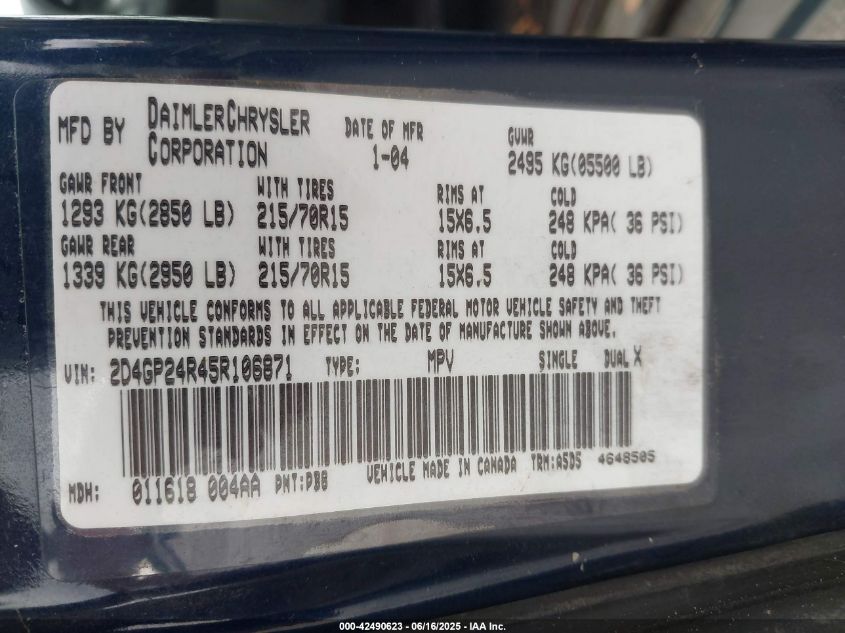 MFD BY DAIMLERCHRYSLER CORPORATION DATE OF MFR 1-04 GVWR 2495 KG(05500 LB)
GAWR FRONT WITH TIRES RIMS AT COLD
1293 KG(2850 LB) 215/70R15 15X6.5 248 KPA( 36 PSI)
GAWR REAR WITH TIRES RIMS AT COLD
1339 KG(2950 LB) 215/70R15 15X6.5 248 KPA( 36 PSI)
THIS VEHICLE CONFORMS TO ALL APPLICABLE FEDERAL MOTOR VEHICLE SAFETY AND THEFT
PREVENTION STANDARDS IN EFFECT ON THE DATE OF MANUFACTURE SHOWN ABOVE.
VIN: 2D4GP24R45R106871 TYPE: MPV SINGLE DUAL X
MDH: 011618 004AA PNT:PB8 VEHICLE MADE IN CANADA TRM:A5D5 4648505
000-42490623 - 06/16/2025 - IAA Inc.